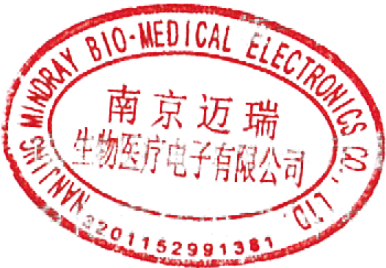 NANJING MINDRAY BIO-MEDICAL ELECTRONICS CO., LTD.
南京迈瑞
生物医疗电子有限公司
3201152991381